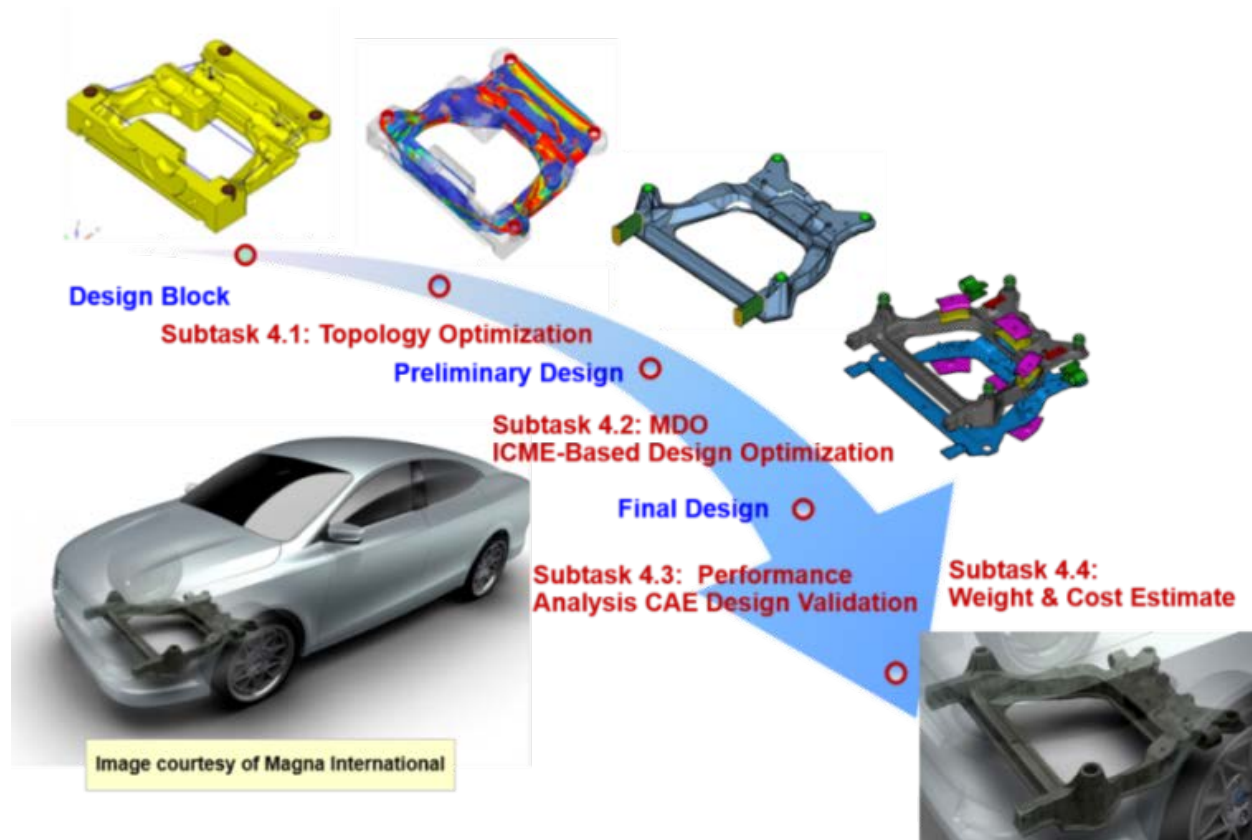 Design Block
Subtask 4.1: Topology Optimization
Preliminary Design
Subtask 4.2: MDO
ICME-Based Design Optimization
Final Design
Subtask 4.3: Performance
Analysis CAE Design Validation
Subtask 4.4:
Weight & Cost Estimate
Image courtesy of Magna International